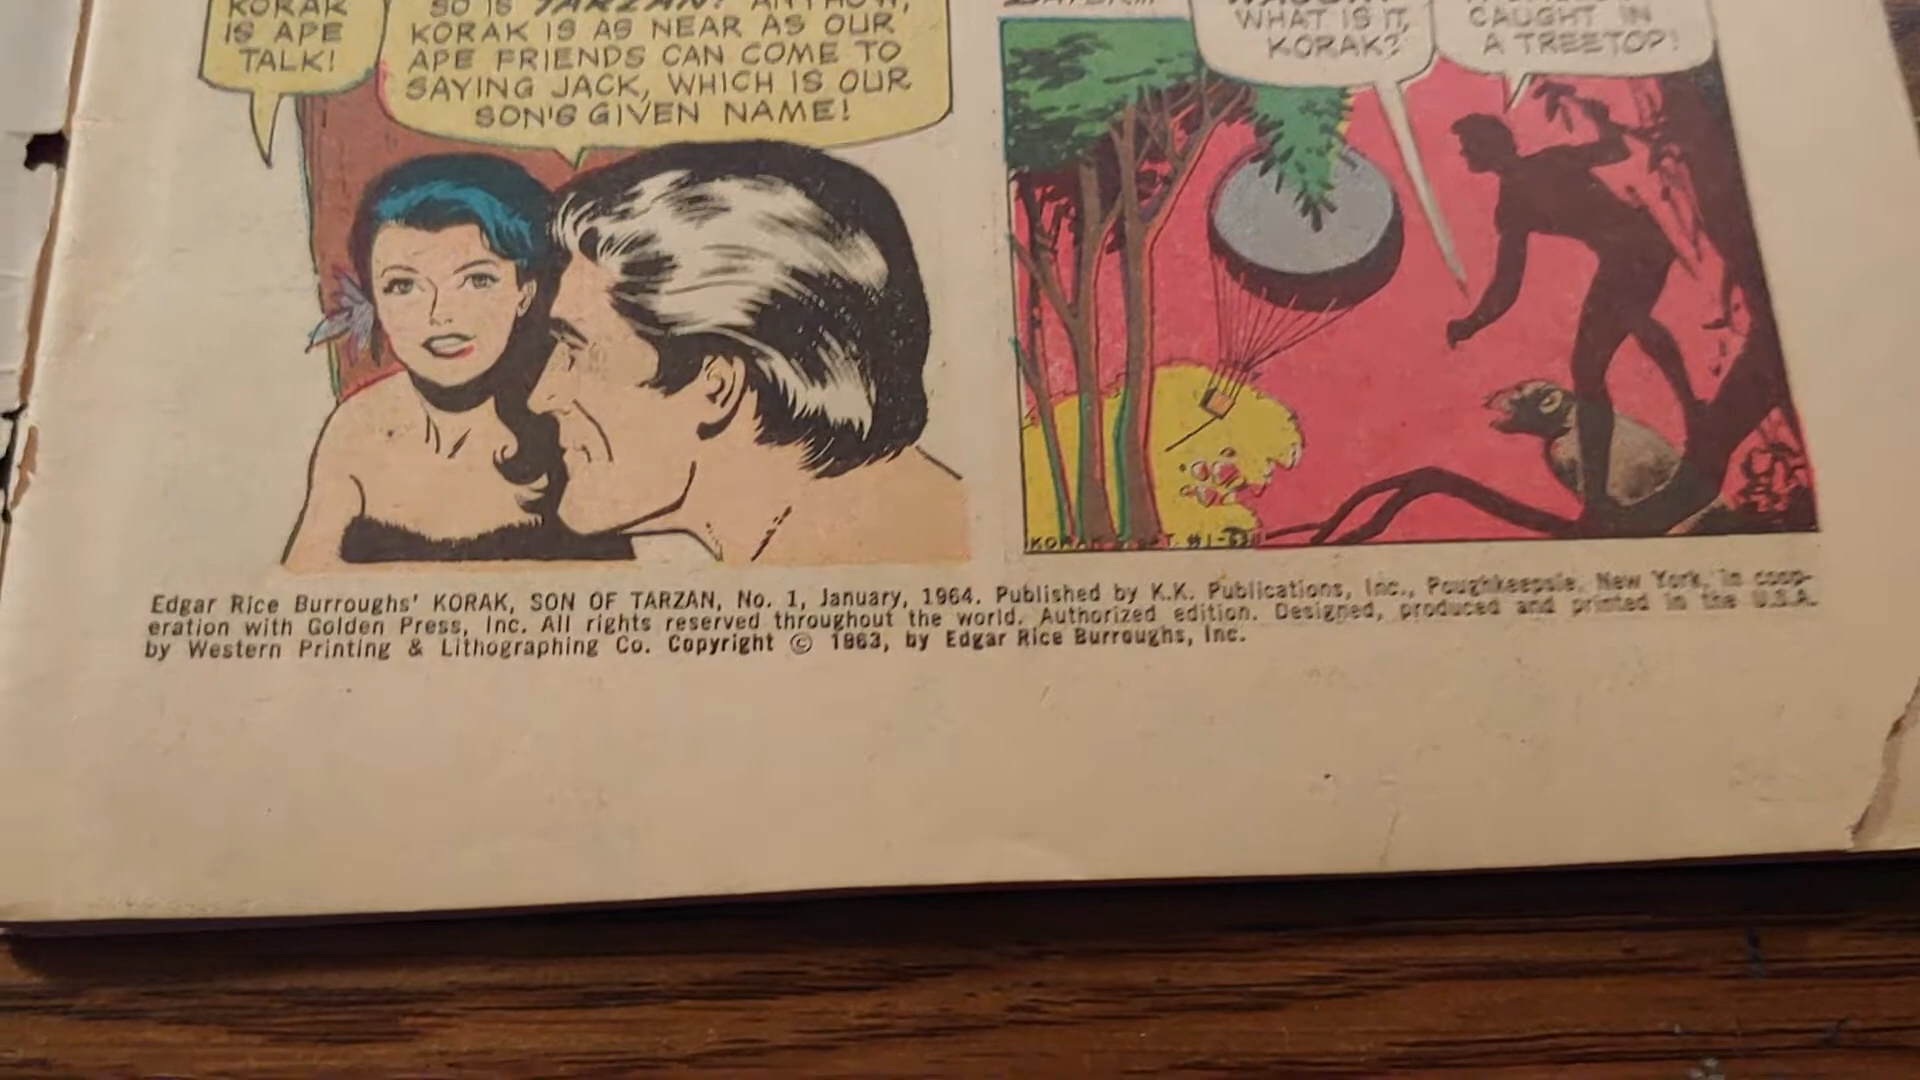 KORAK
IS APE
TALK!
SO IS TARZAN! ANYHOW,
KORAK IS AS NEAR AS OUR
APE FRIENDS CAN COME TO
SAYING JACK, WHICH IS OUR
SON'S GIVEN NAME!
WHAT IS IT,
KORAK?
CAUGHT IN
A TREETOP!
Edgar Rice Burroughs' KORAK, SON OF TARZAN, No. 1, January, 1964. Published by K.K. Publications, Inc., Poughkeepsie, New York, in coop-
eration with Golden Press, Inc. All rights reserved throughout the world. Authorized edition. Designed, produced and printed in the U.S.A.
by Western Printing & Lithographing Co. Copyright © 1963, by Edgar Rice Burroughs, Inc.